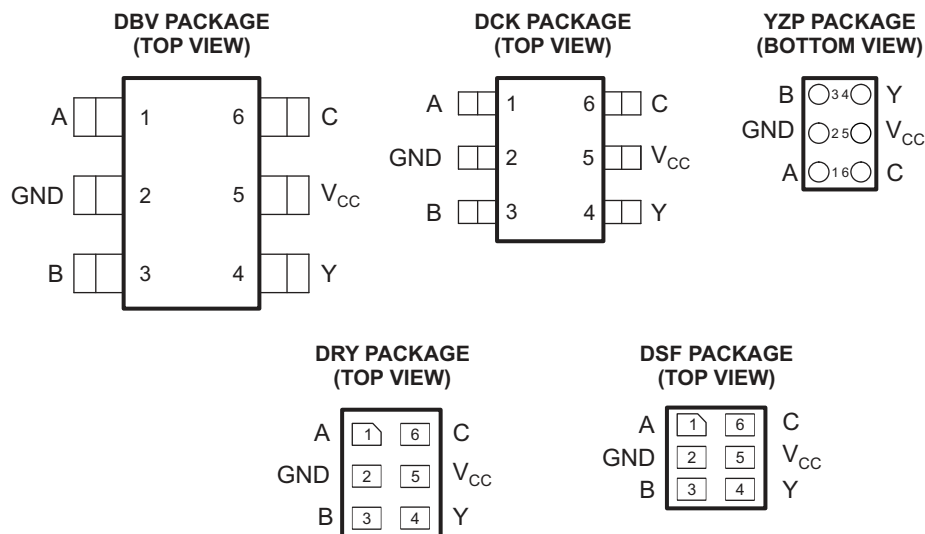 DBV PACKAGE
(TOP VIEW)
A 1 6 C
GND 2 5 VCC
B 3 4 Y
DCK PACKAGE
(TOP VIEW)
A 1 6 C
GND 2 5 VCC
B 3 4 Y
YZP PACKAGE
(BOTTOM VIEW)
B 3 4 Y
GND 2 5 VCC
A 1 6 C
DRY PACKAGE
(TOP VIEW)
A 1 6 C
GND 2 5 VCC
B 3 4 Y
DSF PACKAGE
(TOP VIEW)
A 1 6 C
GND 2 5 VCC
B 3 4 Y